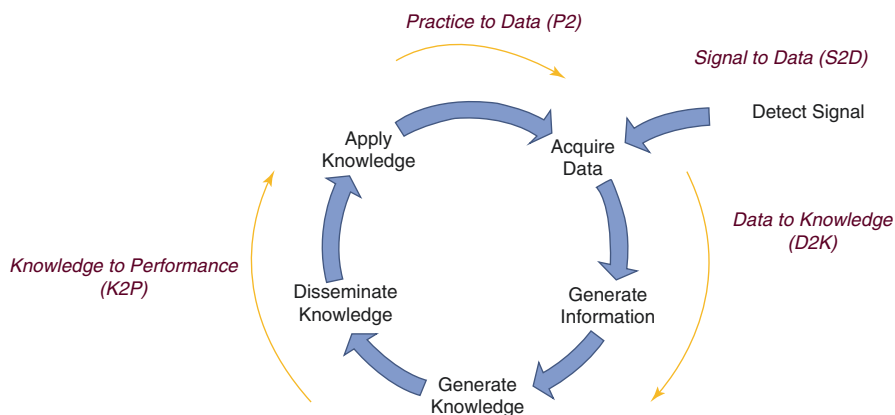 Practice to Data (P2)
Signal to Data (S2D)
Detect Signal
Apply
Knowledge
Acquire
Data
Data to Knowledge
(D2K)
Knowledge to Performance
(K2P)
Disseminate
Knowledge
Generate
Information
Generate
Knowledge